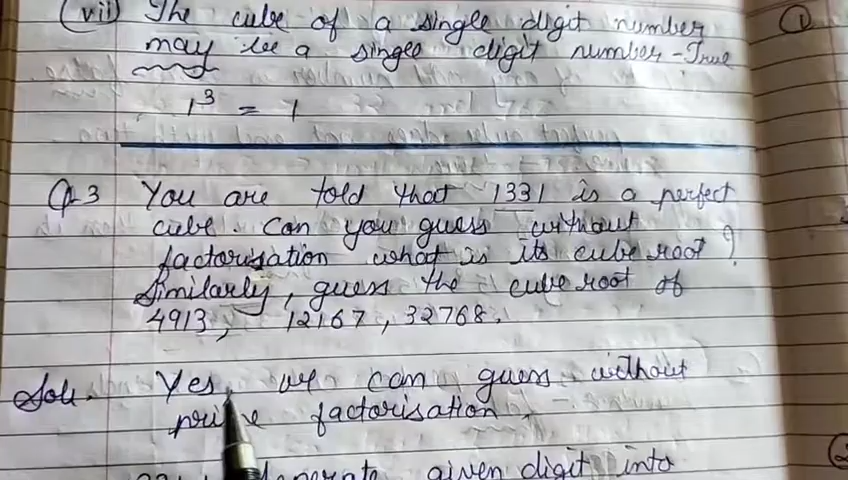 (vii) The cube of a single digit number
may be a single digit number - True
1³ = 1
Q.3 You are told that 1331 is a perfect
cube. Can you guess without
factorisation what is its cube root?
Similarly, guess the cube root of
4913, 12167, 32768.
Sol. Yes, we can guess without
prime factorisation.
given digit into